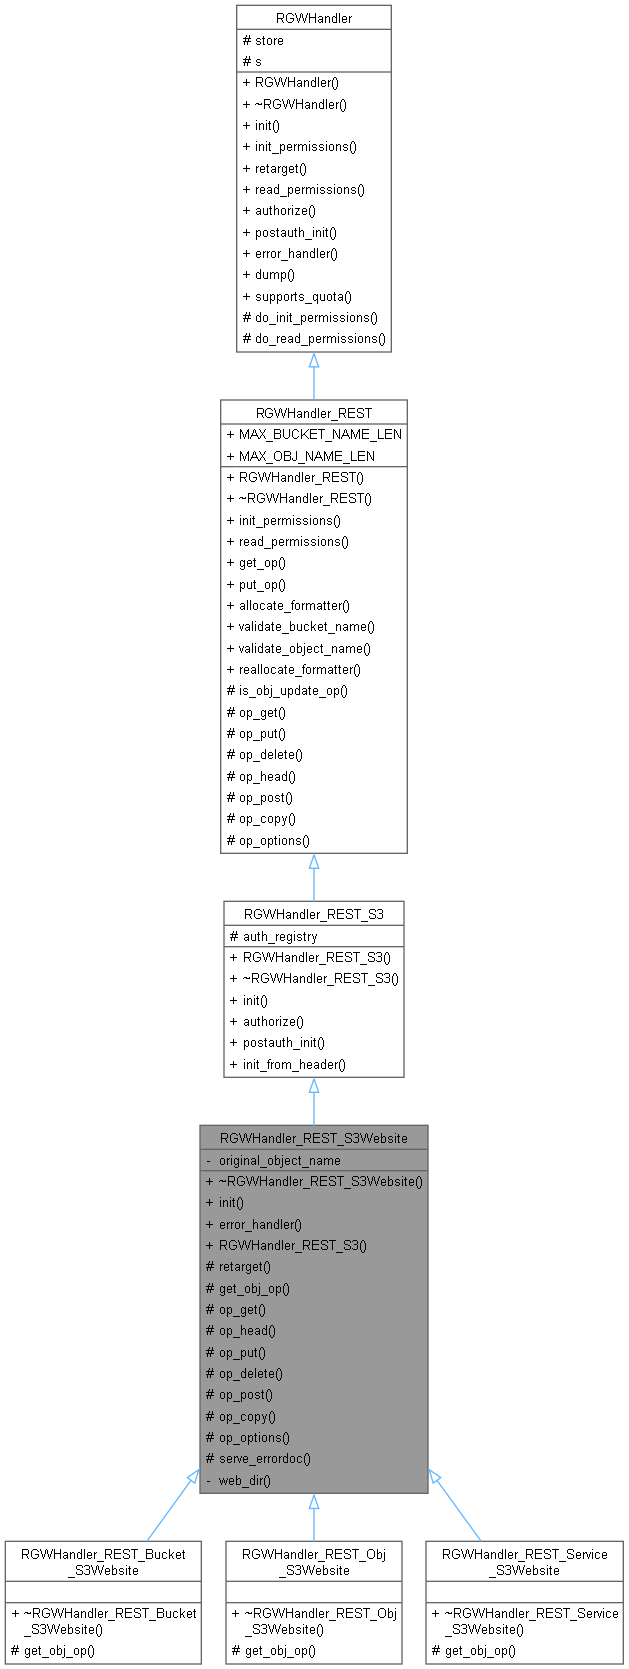 RGWHandler
# store
# s
+ RGWHandler()
+ ~RGWHandler()
+ init()
+ init_permissions()
+ retarget()
+ read_permissions()
+ authorize()
+ postauth_init()
+ error_handler()
+ dump()
+ supports_quota()
# do_init_permissions()
# do_read_permissions()
RGWHandler_REST
+ MAX_BUCKET_NAME_LEN
+ MAX_OBJ_NAME_LEN
+ RGWHandler_REST()
+ ~RGWHandler_REST()
+ init_permissions()
+ read_permissions()
+ get_op()
+ put_op()
+ allocate_formatter()
+ validate_bucket_name()
+ validate_object_name()
+ reallocate_formatter()
# is_obj_update_op()
# op_get()
# op_put()
# op_delete()
# op_head()
# op_post()
# op_copy()
# op_options()
RGWHandler_REST_S3
# auth_registry
+ RGWHandler_REST_S3()
+ ~RGWHandler_REST_S3()
+ init()
+ authorize()
+ postauth_init()
+ init_from_header()
RGWHandler_REST_S3Website
- original_object_name
+ ~RGWHandler_REST_S3Website()
+ init()
+ error_handler()
+ RGWHandler_REST_S3()
# retarget()
# get_obj_op()
# op_get()
# op_head()
# op_put()
# op_delete()
# op_post()
# op_copy()
# op_options()
# serve_errordoc()
- web_dir()
RGWHandler_REST_Bucket
_S3Website
+ ~RGWHandler_REST_Bucket
_S3Website()
# get_obj_op()
RGWHandler_REST_Obj
_S3Website
+ ~RGWHandler_REST_Obj
_S3Website()
# get_obj_op()
RGWHandler_REST_Service
_S3Website
+ ~RGWHandler_REST_Service
_S3Website()
# get_obj_op()